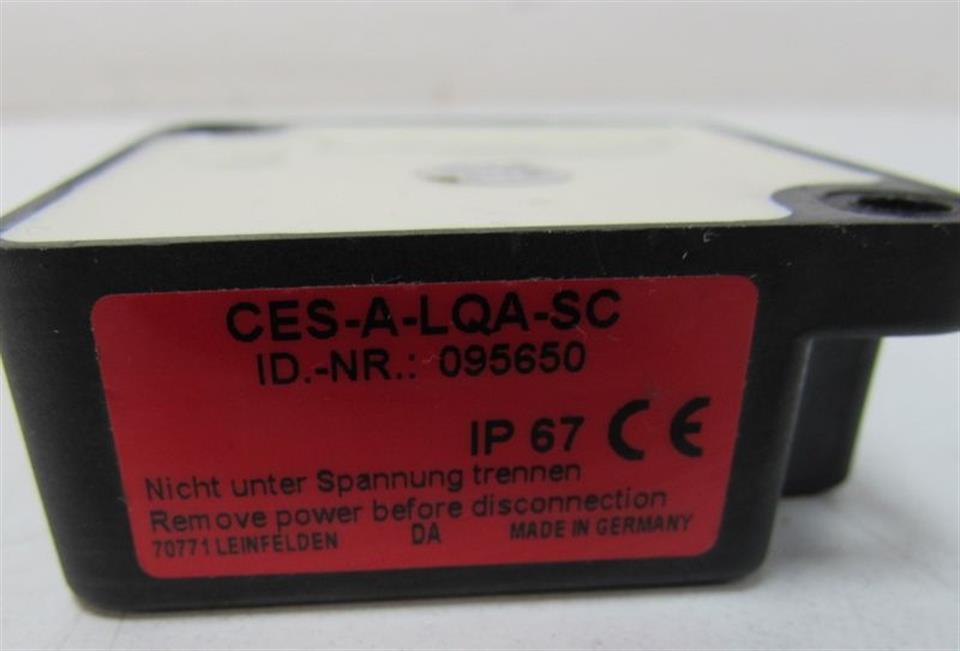 CES-A-LQA-SC
ID.-NR.: 095650
IP 67 CE
Nicht unter Spannung trennen
Remove power before disconnection
70771 LEINFELDEN DA MADE IN GERMANY